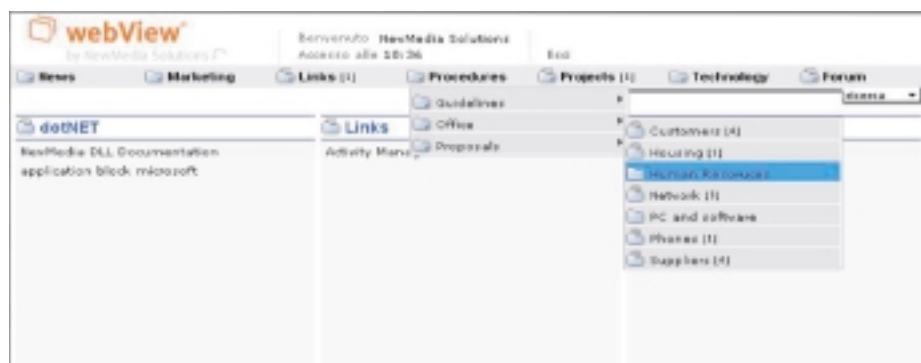 webView
by NewMedia Solutions
Benvenuto NewMedia Solutions
Accesso alle 18:36
Esci
News Marketing Links (1) Procedures Projects (1) Technology Forum
Guidelines
Office
Proposals
dotNET
NewMedia DLL Documentation
application block microsoft
Links
Activity
Customers (4)
Housing (1)
Human Resources
Network
PC and software
Phones (1)
Suppliers (4)